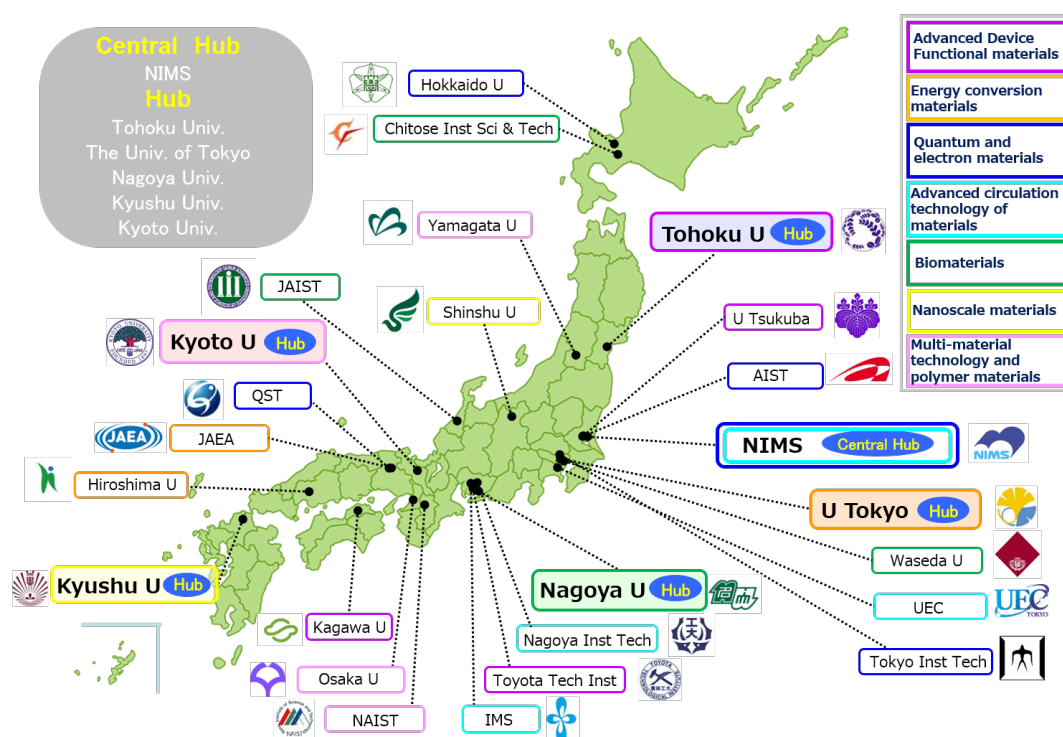 Central Hub
NIMS
Hub
Tohoku Univ.
The Univ. of Tokyo
Nagoya Univ.
Kyushu Univ.
Kyoto Univ.
Advanced Device
Functional materials
Energy conversion
materials
Quantum and
electron materials
Advanced circulation
technology of
materials
Biomaterials
Nanoscale materials
Multi-material
technology and
polymer materials
Hokkaido U
Chitose Inst Sci & Tech
Yamagata U
Tohoku U Hub
JAIST
Shinshu U
U Tsukuba
Kyoto U Hub
AIST
QST
JAEA
JAEA
NIMS Central Hub
NIMS
Hiroshima U
U Tokyo Hub
Waseda U
Kyushu U Hub
Nagoya U Hub
UEC
UEC
TOKYO
Kagawa U
Nagoya Inst Tech
Tokyo Inst Tech
Osaka U
Toyota Tech Inst
NAIST
IMS